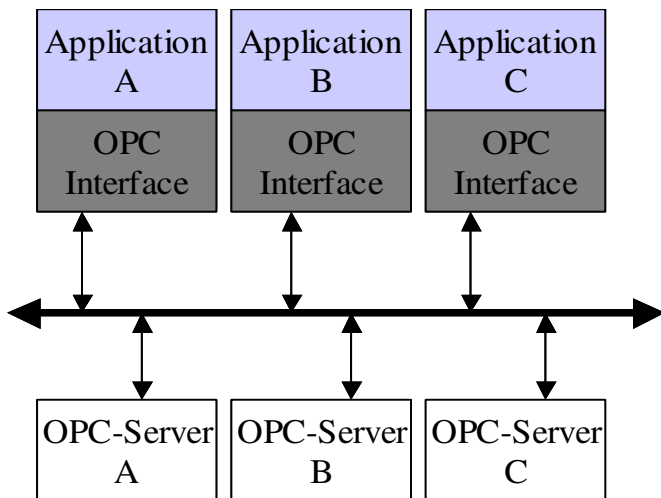 Application
A
Application
B
Application
C
OPC
Interface
OPC
Interface
OPC
Interface
OPC-Server
A
OPC-Server
B
OPC-Server
C